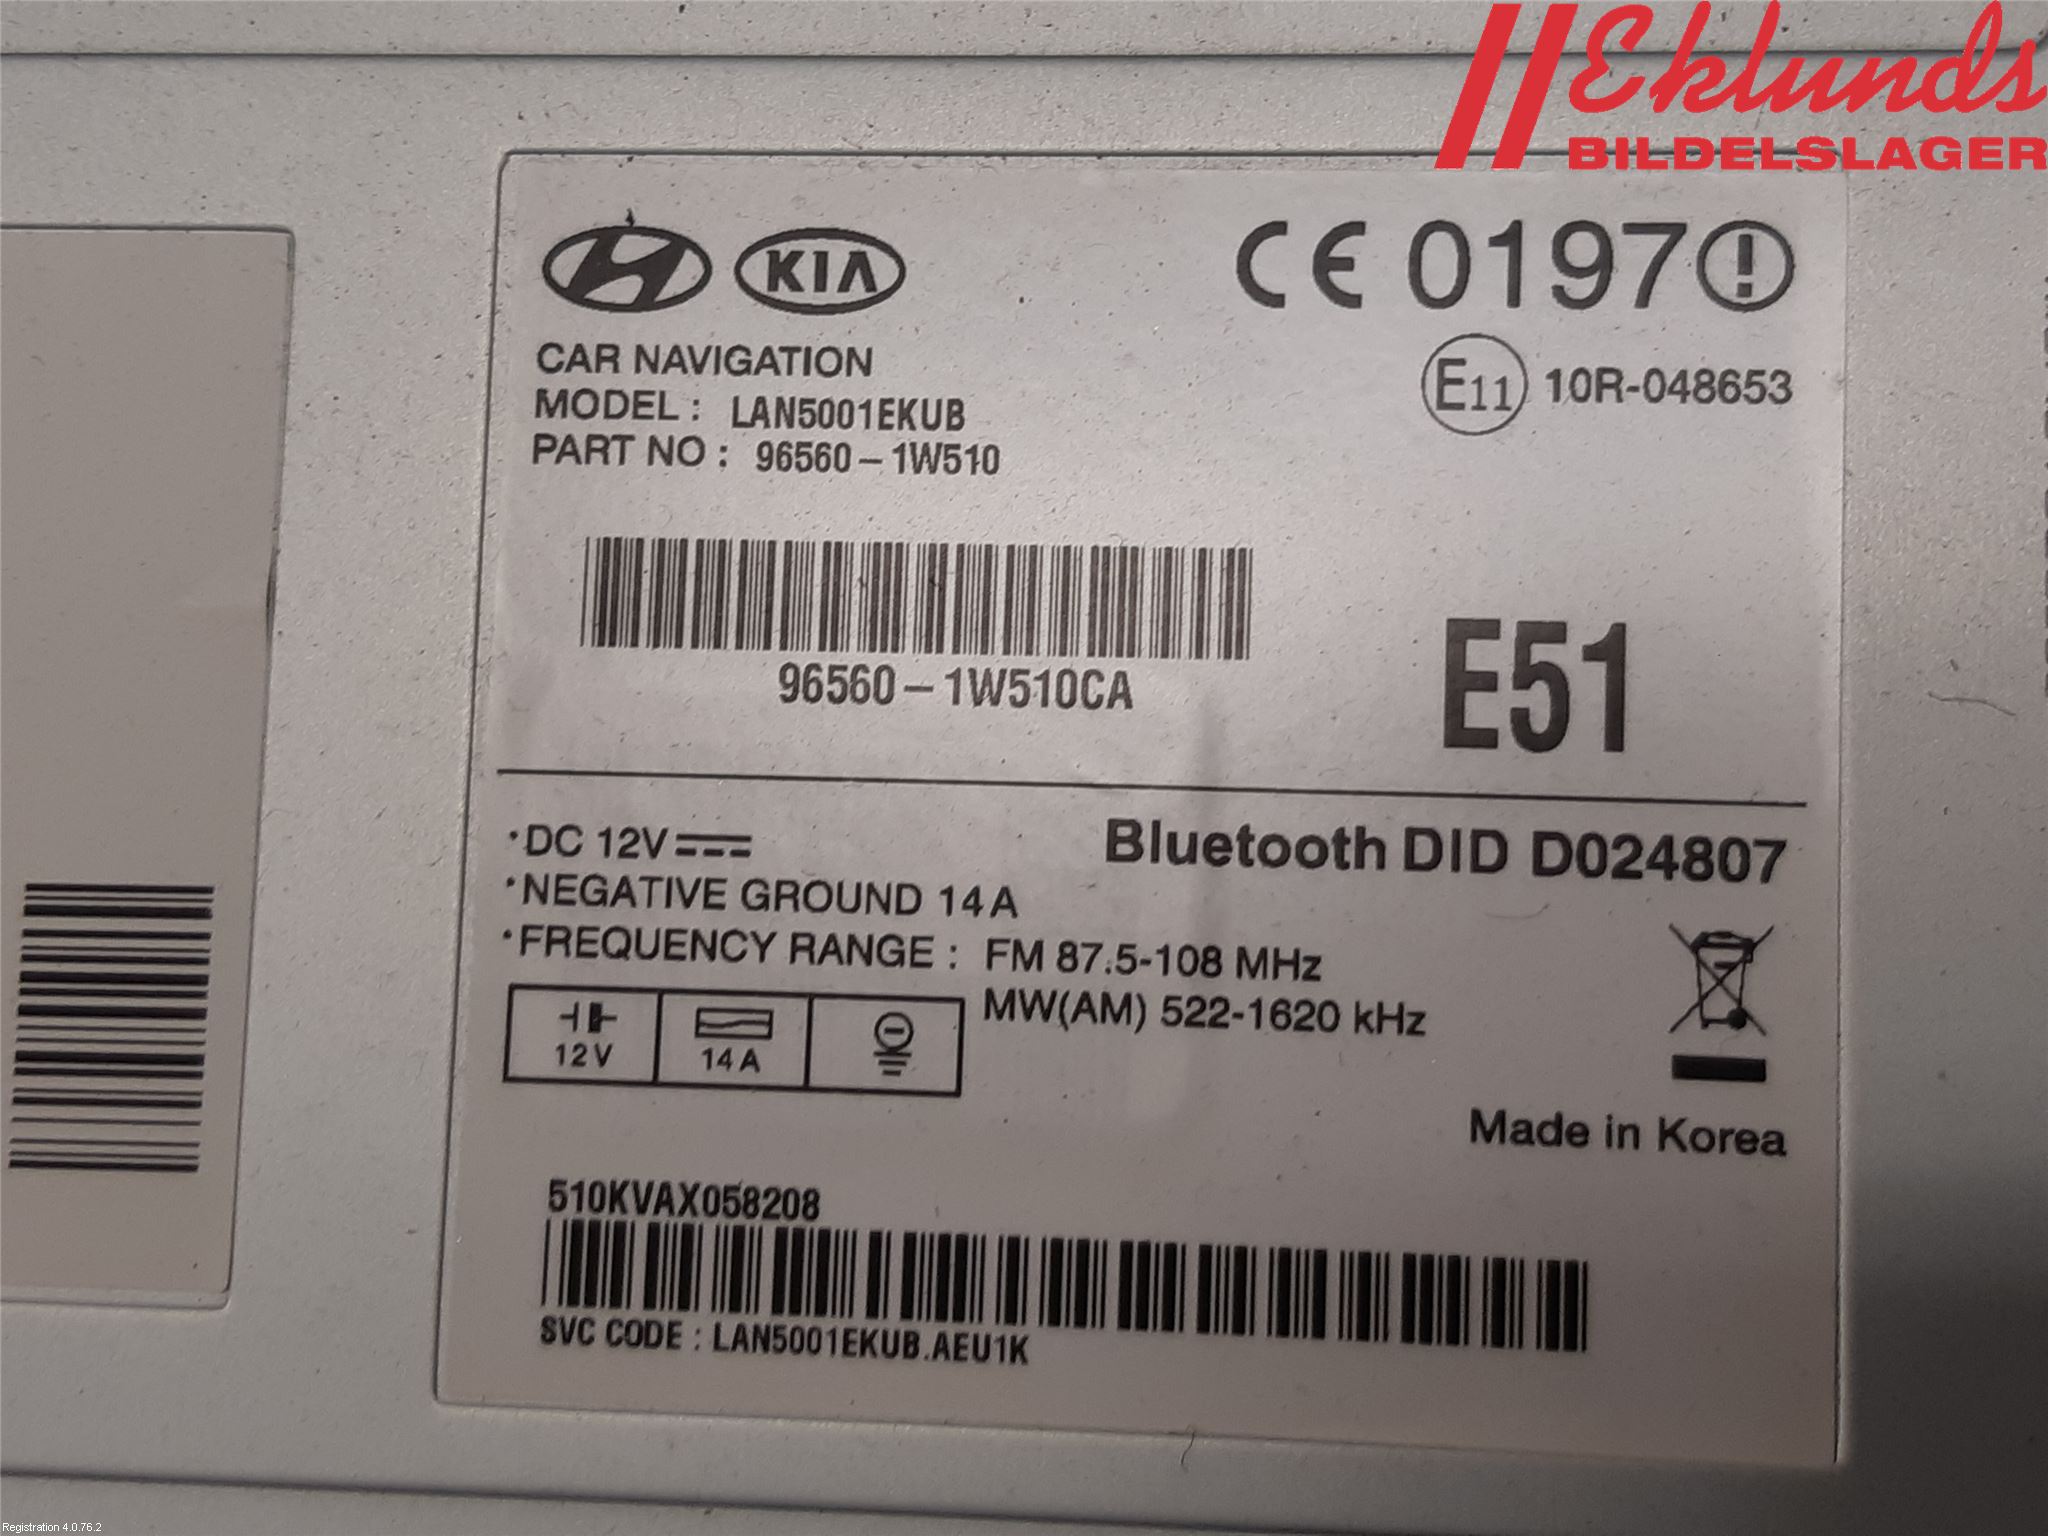 Eklunds
BILDELSLAGER
KIA
CE 0197
CAR NAVIGATION
MODEL : LAN5001EKUB
PART NO : 96560-1W510
E11 10R-048653
96560-1W510CA
E51
·DC 12V
Bluetooth DID D024807
·NEGATIVE GROUND 14A
·FREQUENCY RANGE : FM 87.5-108 MHz
MW(AM) 522-1620 kHz
12V 14A
Made in Korea
510KVAX058208
SVC CODE : LAN5001EKUB.AEU1K
Registration 4.0.76.2